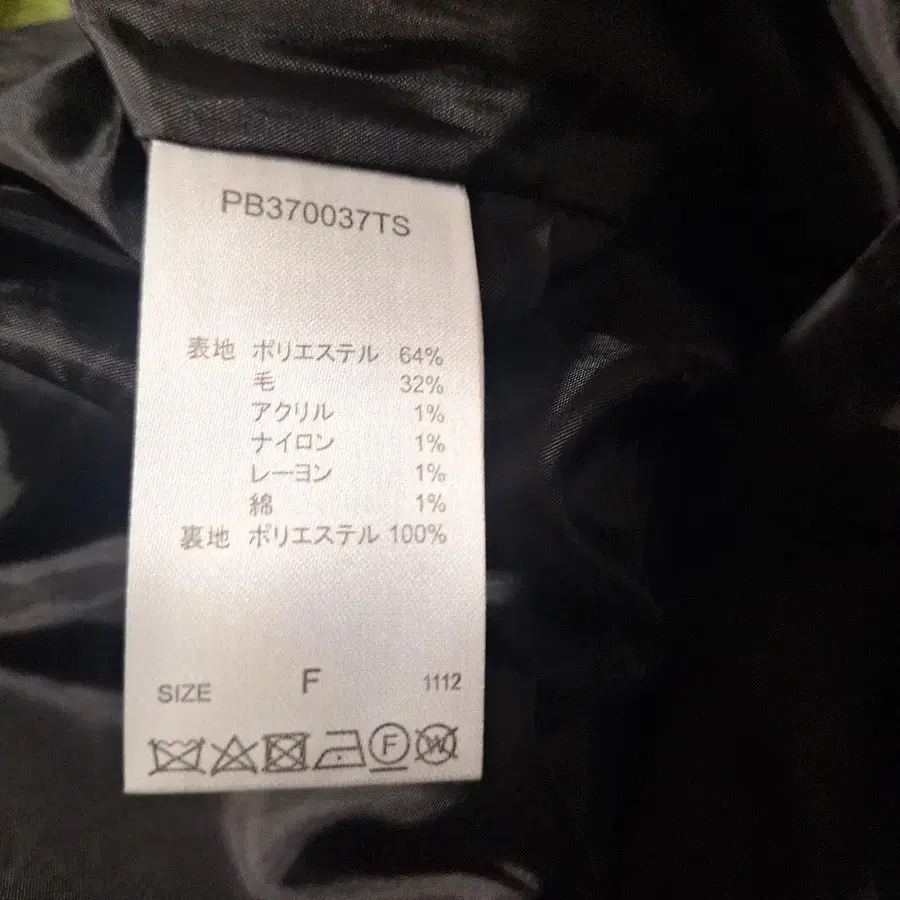 PB370037TS
表地 ポリエステル 64%
毛 32%
アクリル 1%
ナイロン 1%
レーヨン 1%
綿 1%
裏地 ポリエステル 100%
SIZE F 1112
F W